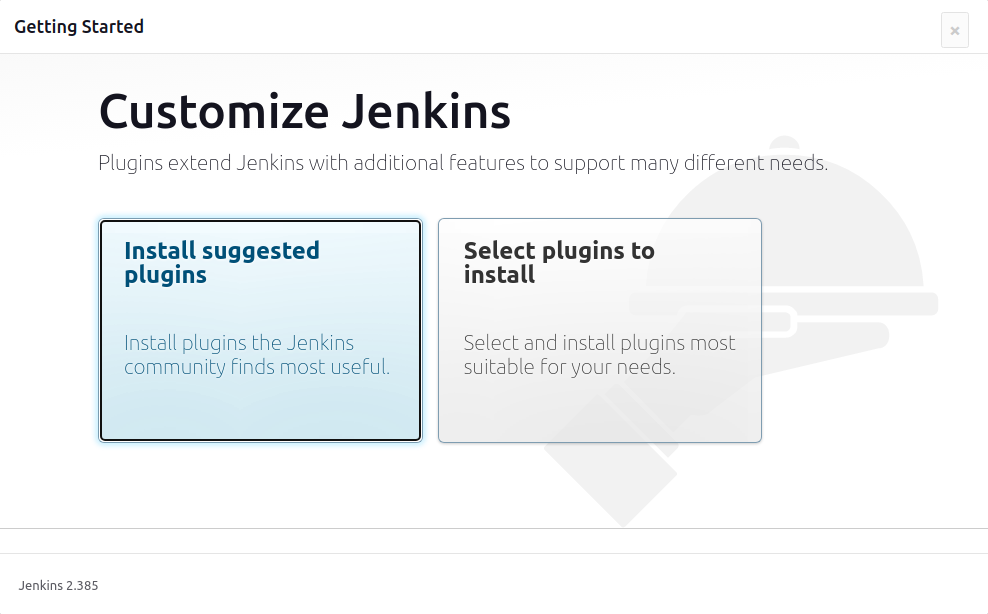 Getting Started
×
Customize Jenkins
Plugins extend Jenkins with additional features to support many different needs.
Install suggested
plugins
Install plugins the Jenkins
community finds most useful.
Select plugins to
install
Select and install plugins most
suitable for your needs.
Jenkins 2.385